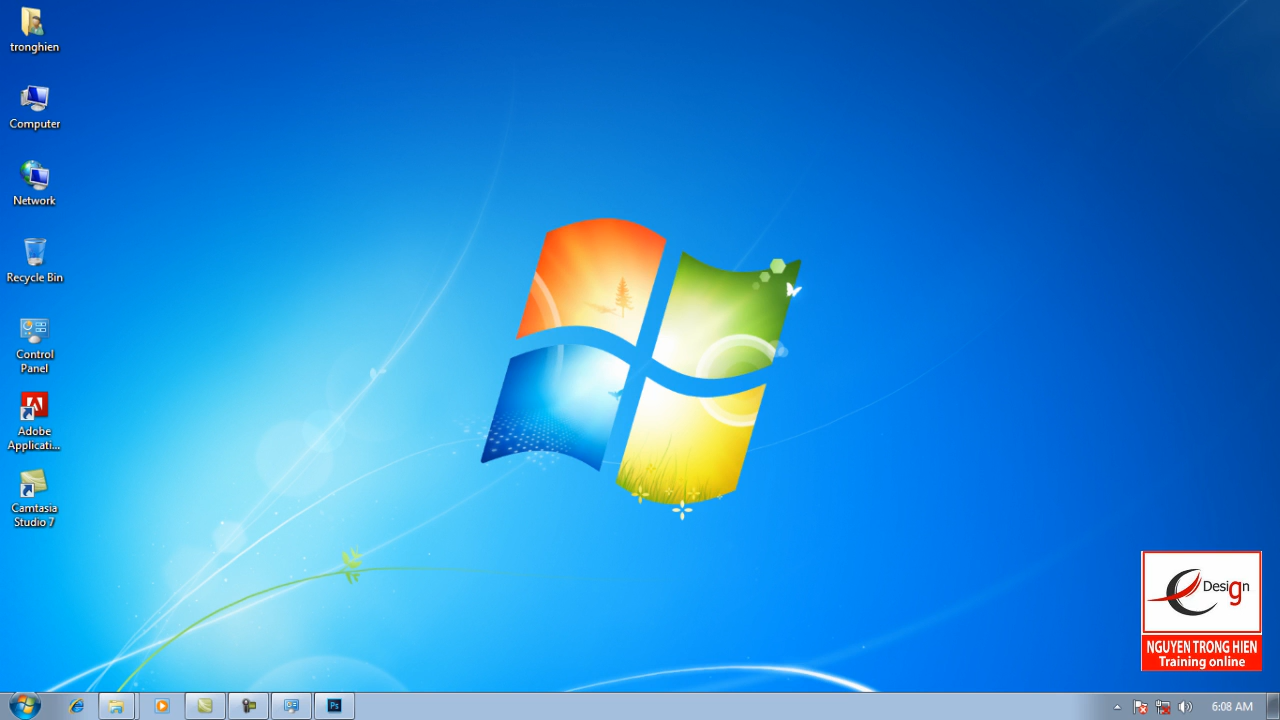 tronghien
Computer
Network
Recycle Bin
Control
Panel
Adobe
Applicati...
Camtasia
Studio 7
Design
NGUYEN TRONG HIEN
Training online
Ps
6:08 AM